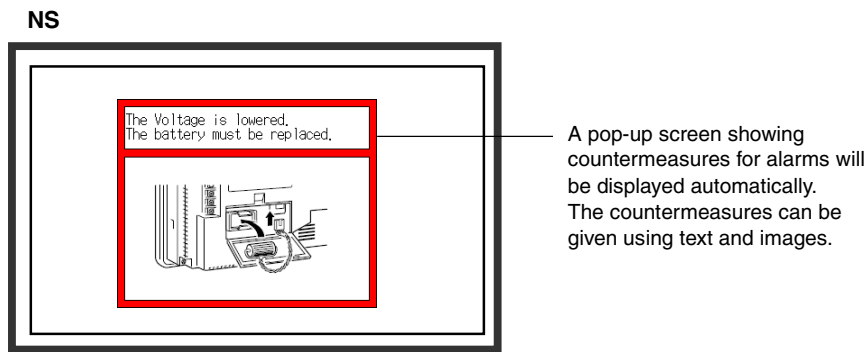 NS
The Voltage is lowered.
The battery must be replaced.
A pop-up screen showing
countermeasures for alarms will
be displayed automatically.
The countermeasures can be
given using text and images.